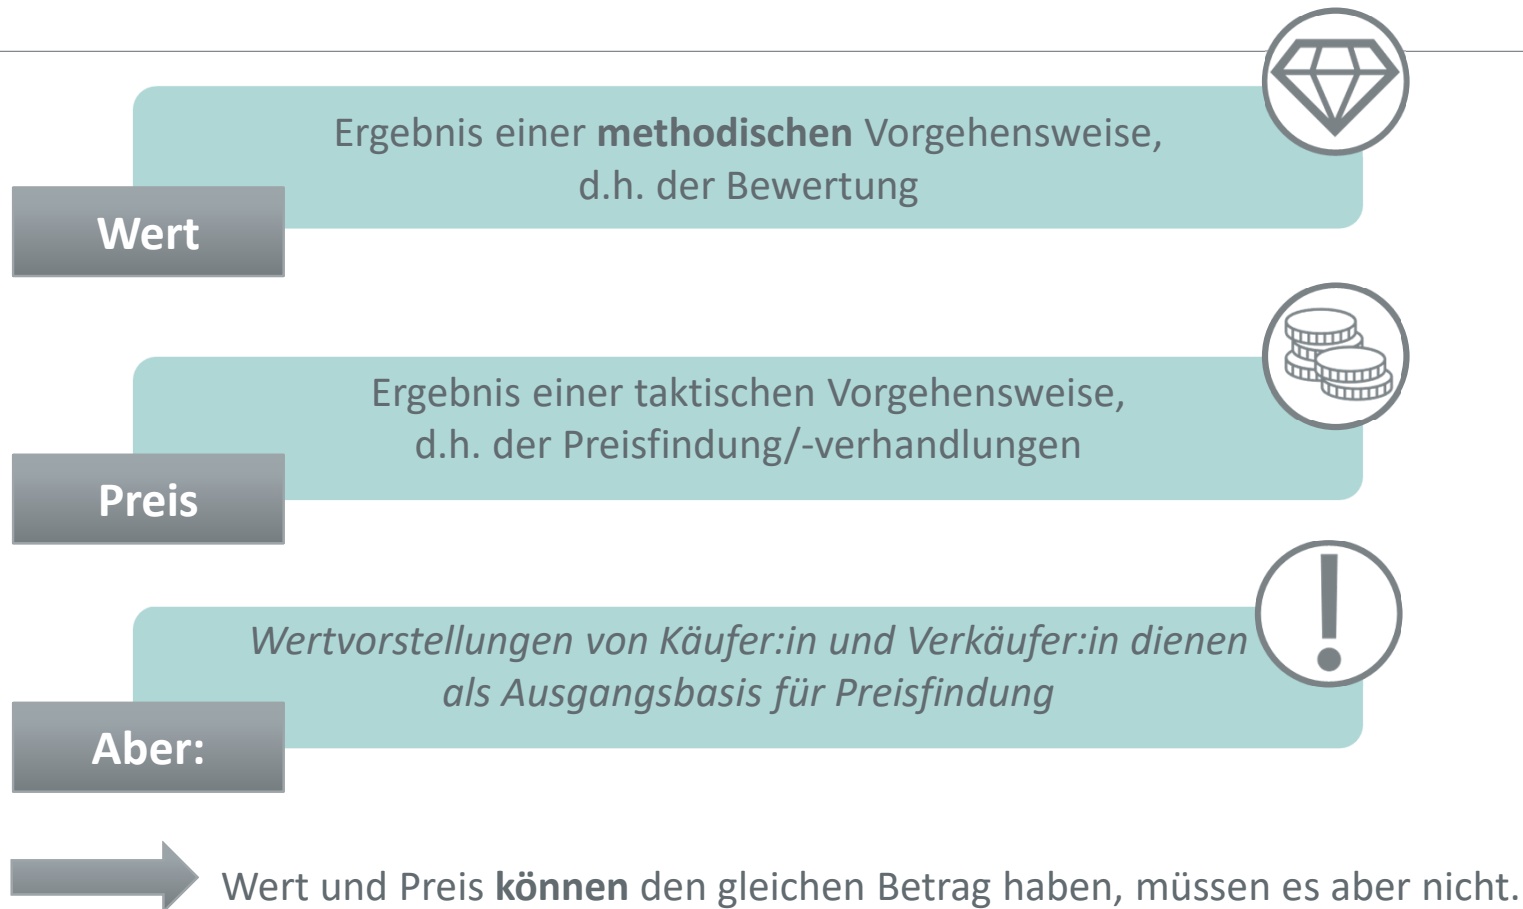 Ergebnis einer methodischen Vorgehensweise,
d.h. der Bewertung
Wert
Ergebnis einer taktischen Vorgehensweise,
d.h. der Preisfindung/-verhandlungen
Preis
Wertvorstellungen von Käufer:in und Verkäufer:in dienen
als Ausgangsbasis für Preisfindung
Aber:
Wert und Preis können den gleichen Betrag haben, müssen es aber nicht.